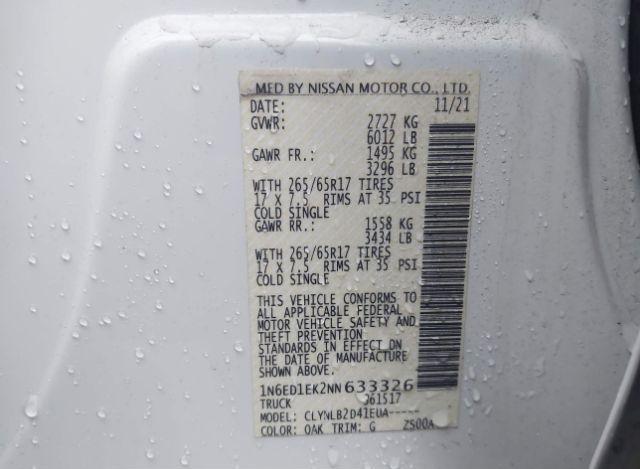 MFD BY NISSAN MOTOR CO., LTD.
DATE: 11/21
GVWR: 2727 KG
6012 LB
GAWR FR.: 1495 KG
3296 LB
WITH 265/65R17 TIRES
17 X 7.5 RIMS AT 35 PSI
COLD SINGLE
GAWR RR.: 1558 KG
3434 LB
WITH 265/65R17 TIRES
17 X 7.5 RIMS AT 35 PSI
COLD SINGLE
THIS VEHICLE CONFORMS TO
ALL APPLICABLE FEDERAL
MOTOR VEHICLE SAFETY AND
THEFT PREVENTION
STANDARDS IN EFFECT ON
THE DATE OF MANUFACTURE
SHOWN ABOVE.
1N6ED1EK2NN633326
TRUCK J61517
MODEL: CLYNLB2D41EUA-----
COLOR: QAK TRIM: G ZS00A